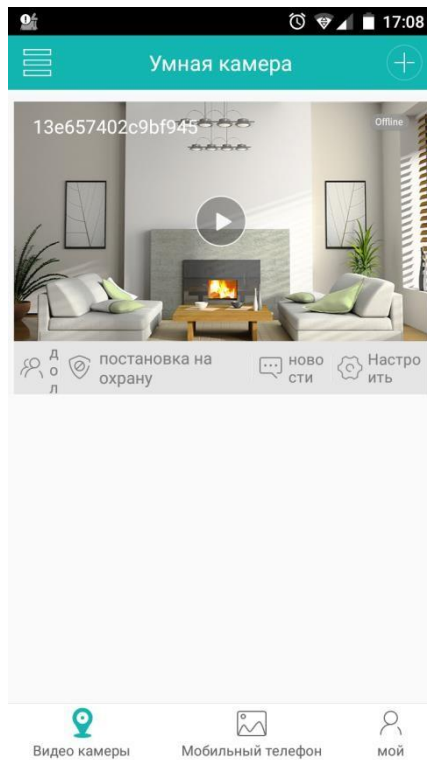 17:08
Умная камера
13e657402c9bf945
Offline
д
о
л
постановка на
охрану
ново
сти
Настро
ить
Видео камеры
Мобильный телефон
мой